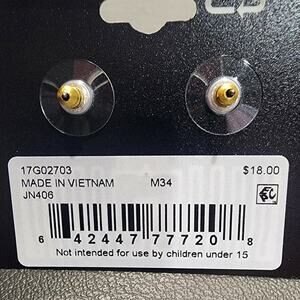 17G02703
MADE IN VIETNAM M34 $18.00
JN406
6 42447 77720 8
Not intended for use by children under 15